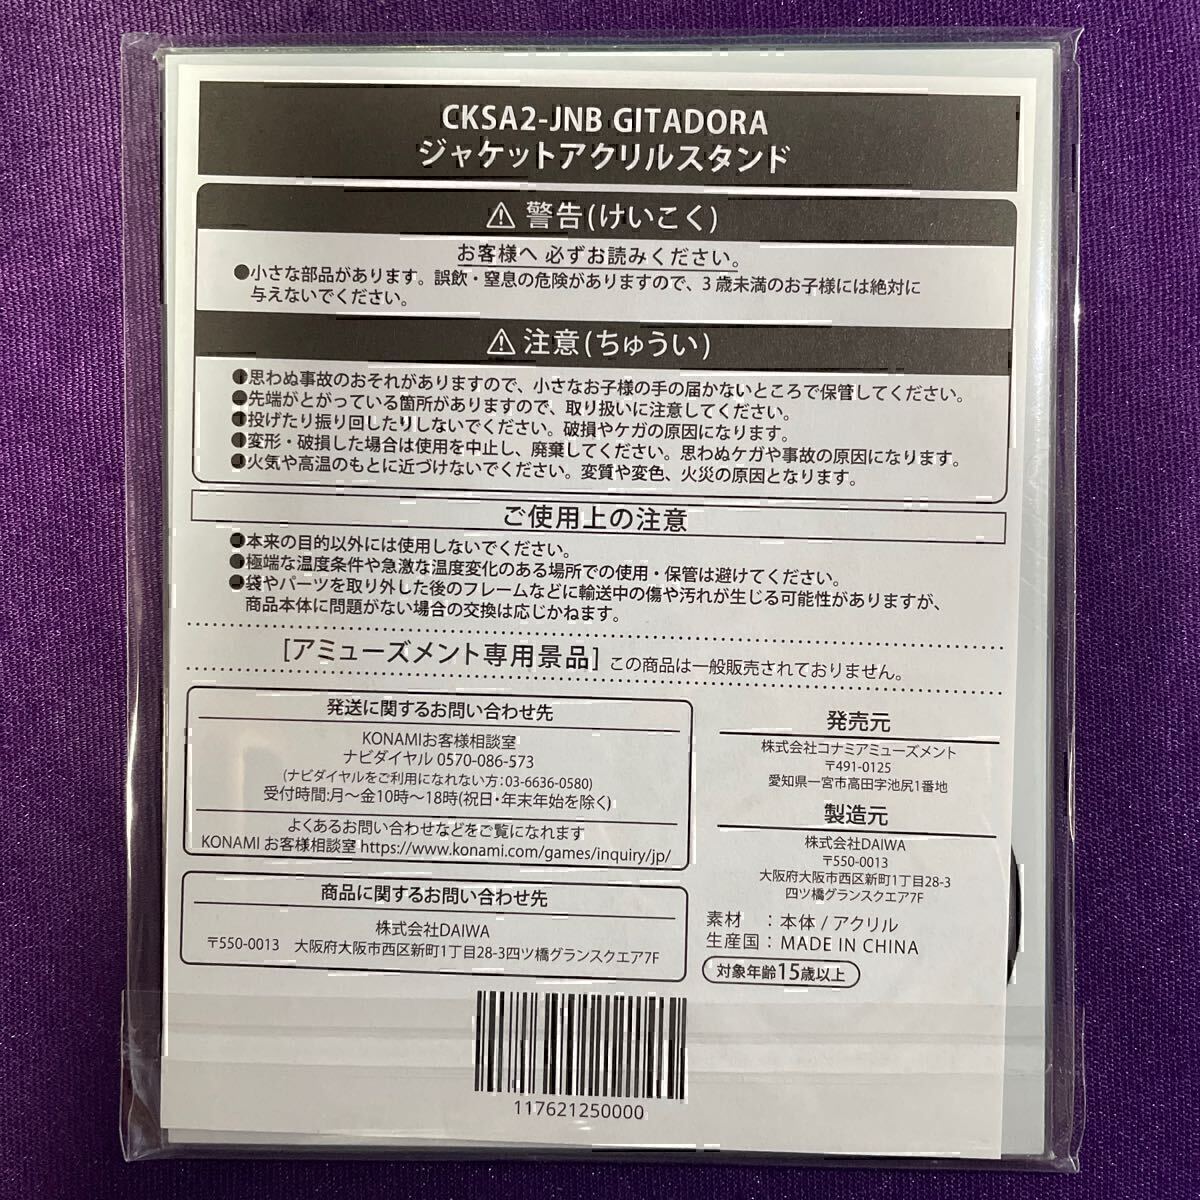 CKSA2-JNB GITADORA
ジャケットアクリルスタンド
⚠ 警告(けいこく)
お客様へ 必ずお読みください。
●小さな部品があります。誤飲・窒息の危険がありますので、3歳未満のお子様には絶対に
与えないでください。
⚠ 注意(ちゅうい)
●思わぬ事故のおそれがありますので、小さなお子様の手の届かないところで保管してください。
●先端がとがっている箇所がありますので、取り扱いに注意してください。
●投げたり振り回したりしないでください。破損やケガの原因になります。
●変形・破損した場合は使用を中止し、廃棄してください。思わぬケガや事故の原因になります。
●火気や高温のもとに近づけないでください。変質や変色、火災の原因となります。
ご使用上の注意
●本来の目的以外には使用しないでください。
●極端な温度条件や急激な温度変化のある場所での使用・保管は避けてください。
●袋やパーツを取り外した後のフレームなどに輸送中の傷や汚れが生じる可能性がありますが、
商品本体に問題がない場合の交換は応じかねます。
[アミューズメント専用景品] この商品は一般販売されておりません。
発送に関するお問い合わせ先
KONAMIお客様相談室
ナビダイヤル 0570-086-573
(ナビダイヤルをご利用になれない方：03-6636-0580)
受付時間：月～金10時～18時(祝日・年末年始を除く)
よくあるお問い合わせなどをご覧になれます
KONAMI お客様相談室 https://www.konami.com/games/inquiry/jp/
商品に関するお問い合わせ先
株式会社DAIWA
〒550-0013 大阪府大阪市西区新町1丁目28-3四ツ橋グランスクエア7F
発売元
株式会社コナミアミューズメント
〒491-0125
愛知県一宮市高田字池尻1番地
製造元
株式会社DAIWA
〒550-0013
大阪府大阪市西区新町1丁目28-3
四ツ橋グランスクエア7F
素材 ：本体 / アクリル
生産国：MADE IN CHINA
対象年齢15歳以上
117621250000